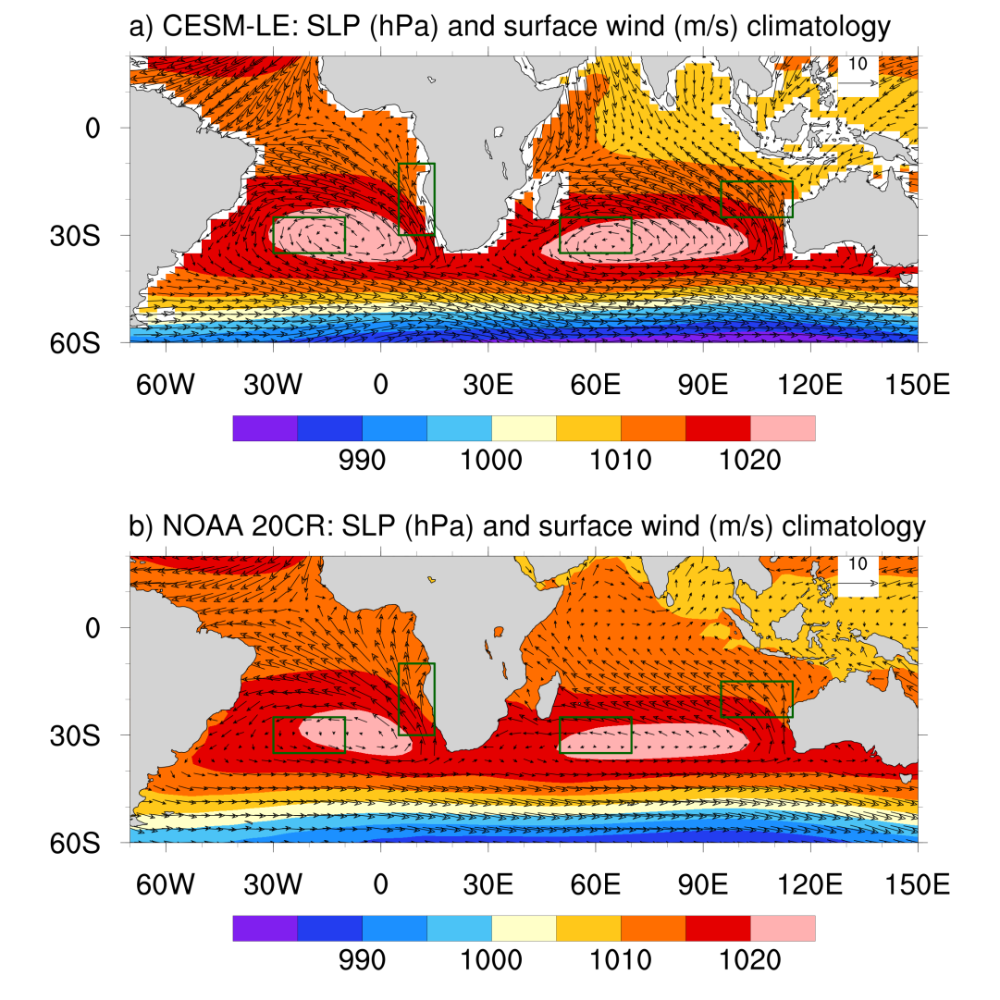 a) CESM-LE: SLP (hPa) and surface wind (m/s) climatology
10
0
30S
60S
60W 30W 0 30E 60E 90E 120E 150E
990 1000 1010 1020
b) NOAA 20CR: SLP (hPa) and surface wind (m/s) climatology
10
0
30S
60S
60W 30W 0 30E 60E 90E 120E 150E
990 1000 1010 1020